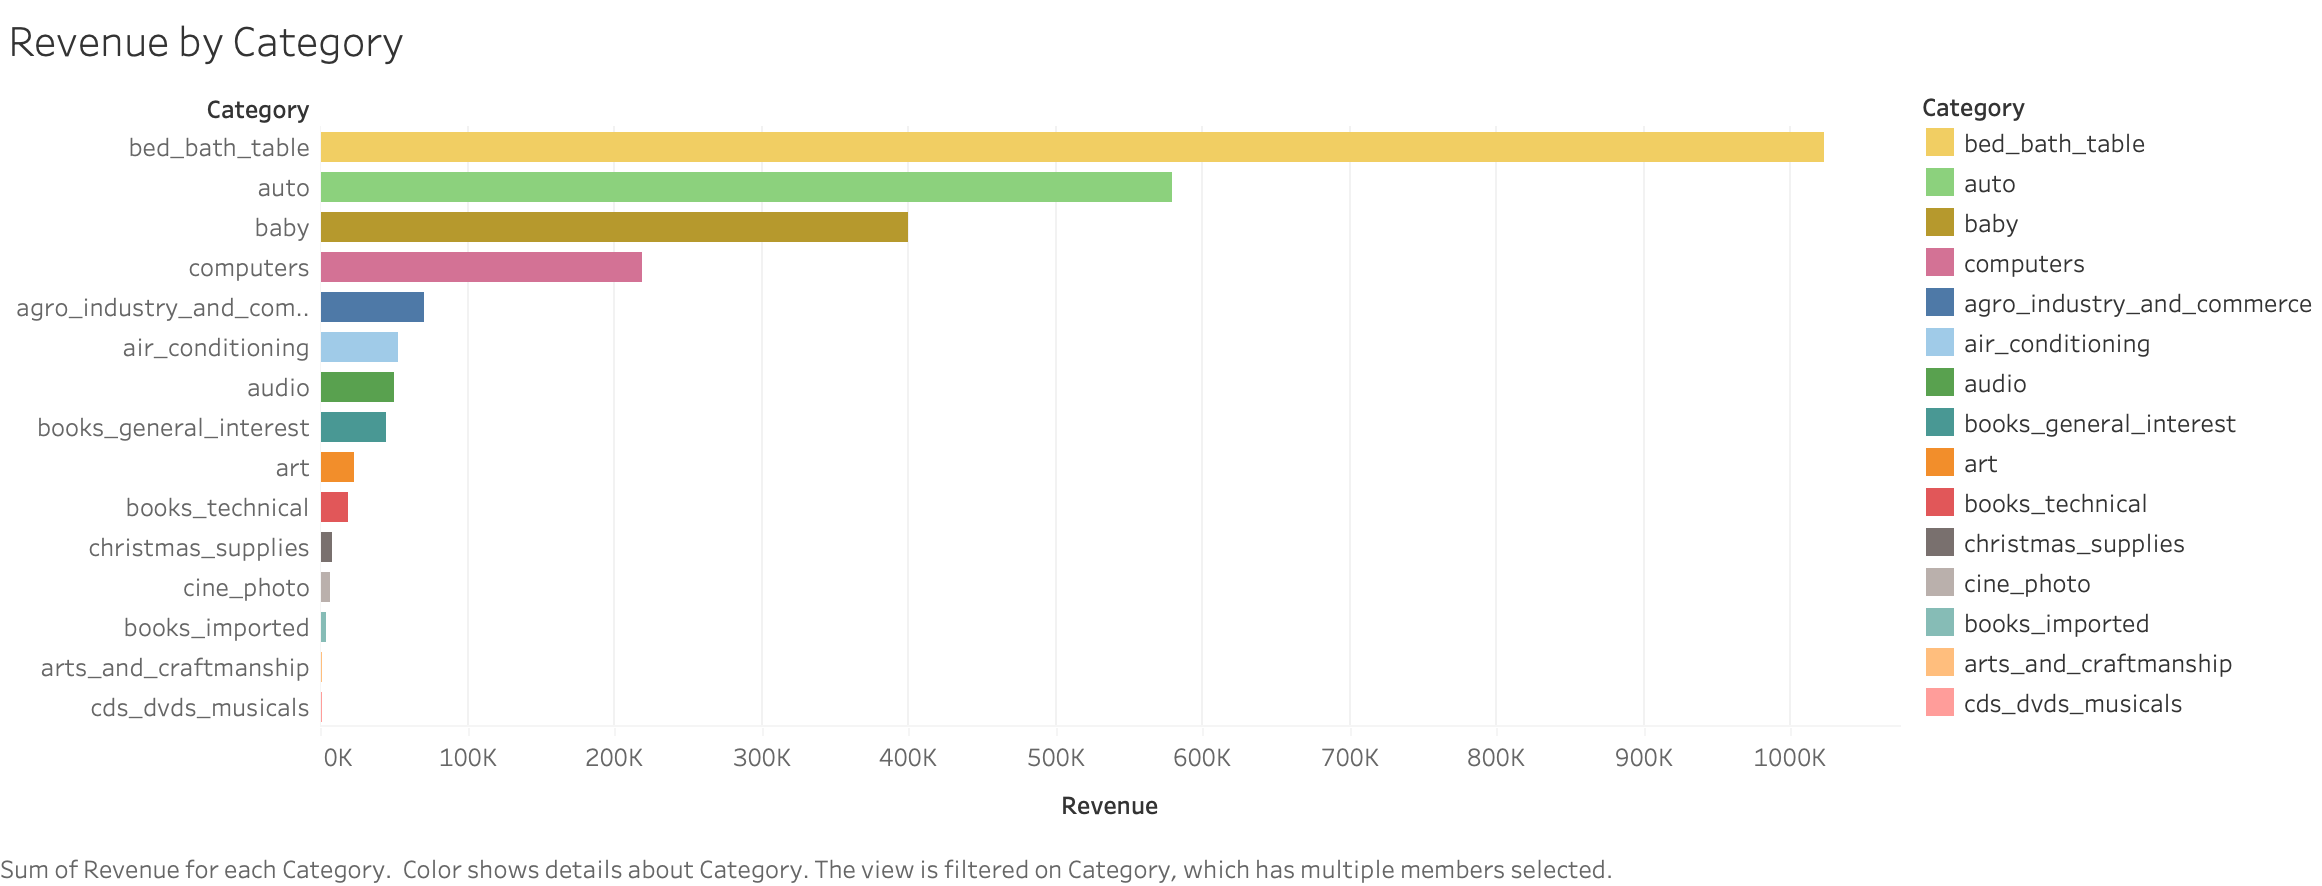 Revenue by Category
Category
bed_bath_table
auto
baby
computers
agro_industry_and_com..
air_conditioning
audio
books_general_interest
art
books_technical
christmas_supplies
cine_photo
books_imported
arts_and_craftmanship
cds_dvds_musicals
0K 100K 200K 300K 400K 500K 600K 700K 800K 900K 1000K
Revenue
Category
bed_bath_table
auto
baby
computers
agro_industry_and_commerce
air_conditioning
audio
books_general_interest
art
books_technical
christmas_supplies
cine_photo
books_imported
arts_and_craftmanship
cds_dvds_musicals
Sum of Revenue for each Category.  Color shows details about Category. The view is filtered on Category, which has multiple members selected.